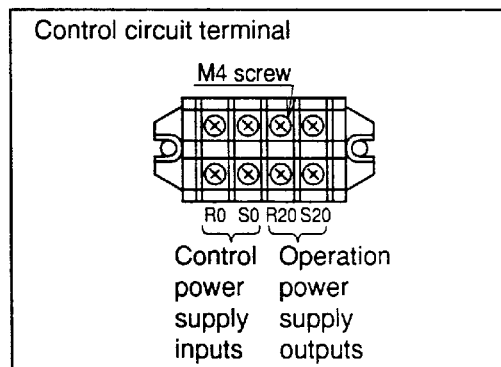 Control circuit terminal
M4 screw
R0 S0 R20 S20
Control Operation
power power
supply supply
inputs outputs